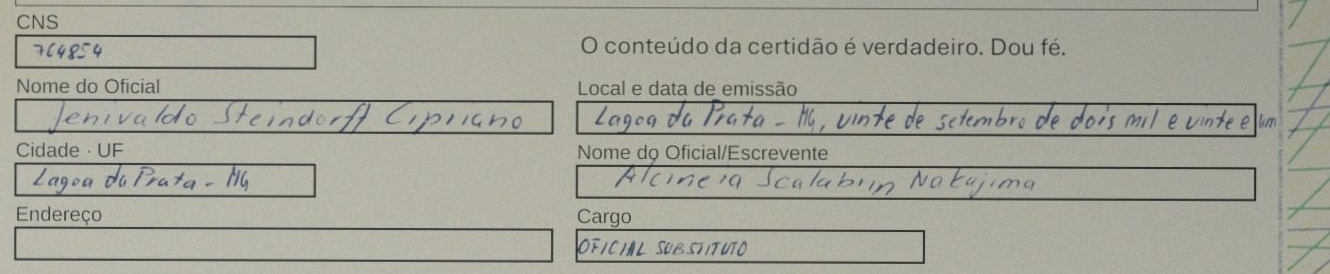 CNS
764854
O conteúdo da certidão é verdadeiro. Dou fé.
Nome do Oficial
Jenivaldo Steindorff Cipriano
Local e data de emissão
Lagoa da Prata - MG, vinte de setembro de dois mil e vinte e um
Cidade · UF
Lagoa da Prata - MG
Nome do Oficial/Escrevente
Alcineia Scalabrin Nakajima
Endereço
Cargo
OFICIAL SUBSTITUTO